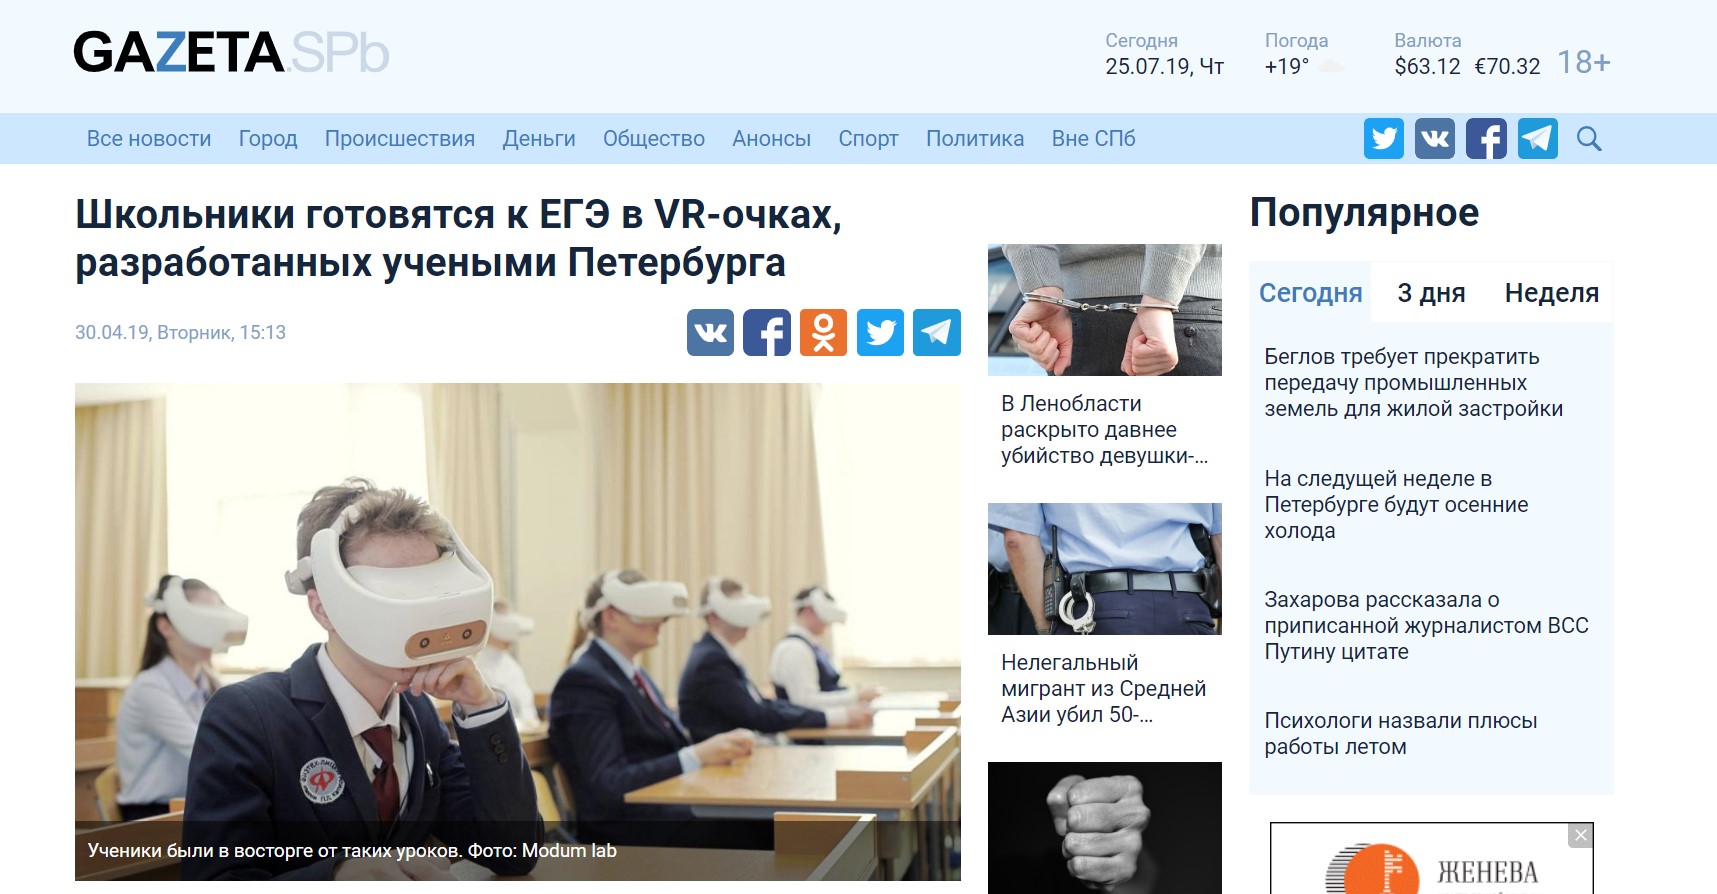 GAZETA.SPb
Сегодня
25.07.19, Чт
Погода
+19°
Валюта
$63.12 €70.32
18+
Все новости Город Происшествия Деньги Общество Анонсы Спорт Политика Вне СПб
Школьники готовятся к ЕГЭ в VR-очках,
разработанных учеными Петербурга
30.04.19, Вторник, 15:13
Ученики были в восторге от таких уроков. Фото: Modum lab
В Ленобласти
раскрыто давнее
убийство девушки-...
Нелегальный
мигрант из Средней
Азии убил 50-...
Популярное
Сегодня 3 дня Неделя
Беглов требует прекратить
передачу промышленных
земель для жилой застройки
На следущей неделе в
Петербурге будут осенние
холода
Захарова рассказала о
приписанной журналистом BCC
Путину цитате
Психологи назвали плюсы
работы летом
ЖЕНЕВА